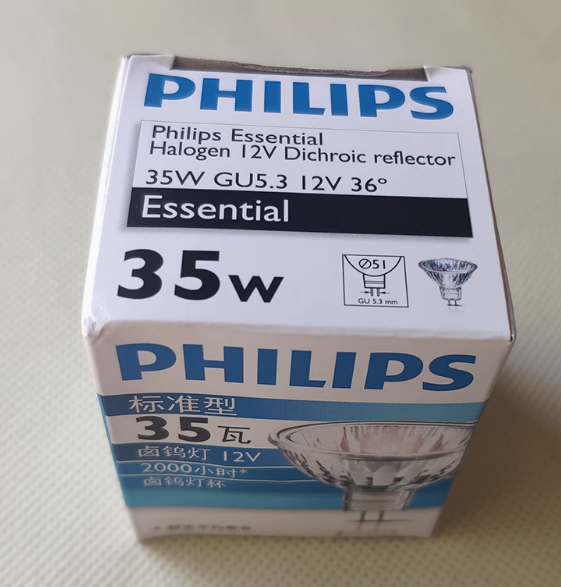 PHILIPS
Philips Essential
Halogen 12V Dichroic reflector
35W GU5.3 12V 36º
Essential
35w
Ø51
GU 5.3 mm
PHILIPS
标准型
35瓦
卤钨灯 12V
2000小时*
卤钨灯杯